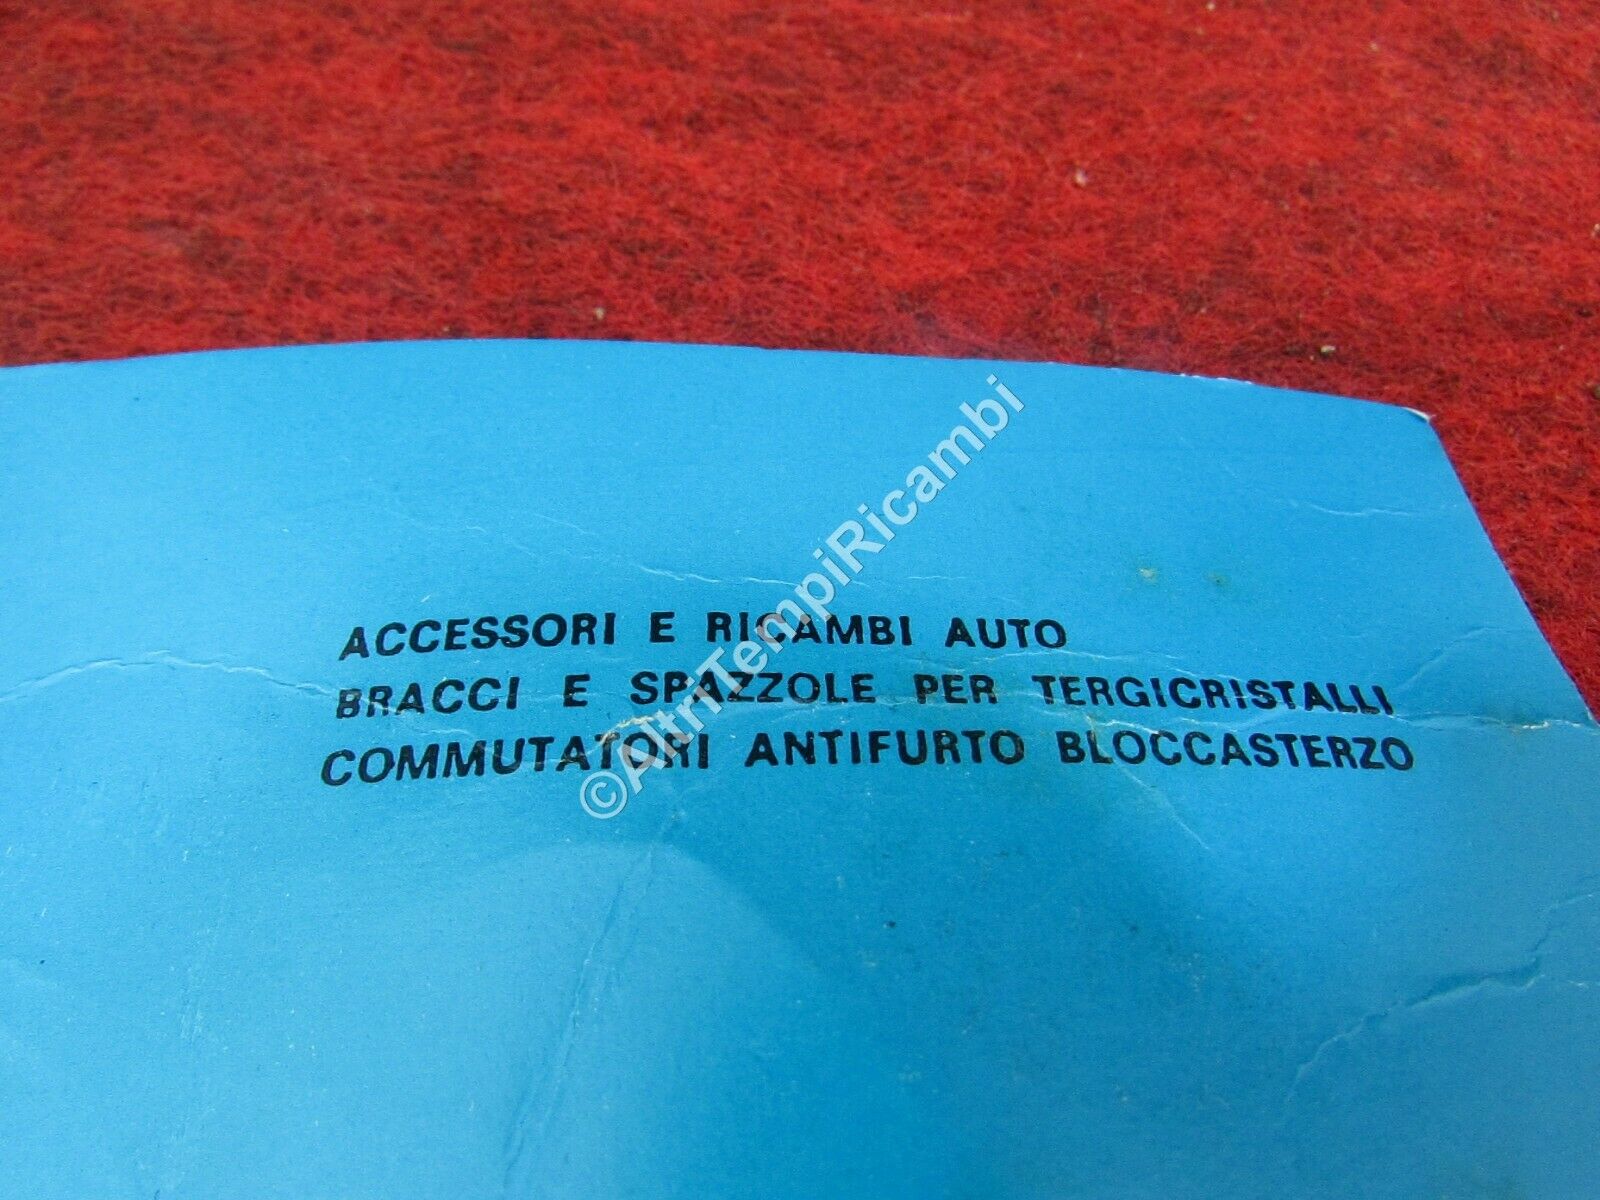 ACCESSORI E RICAMBI AUTO
BRACCI E SPAZZOLE PER TERGICRISTALLI
COMMUTATORI ANTIFURTO BLOCCASTERZO
©AltriTempiRicambi